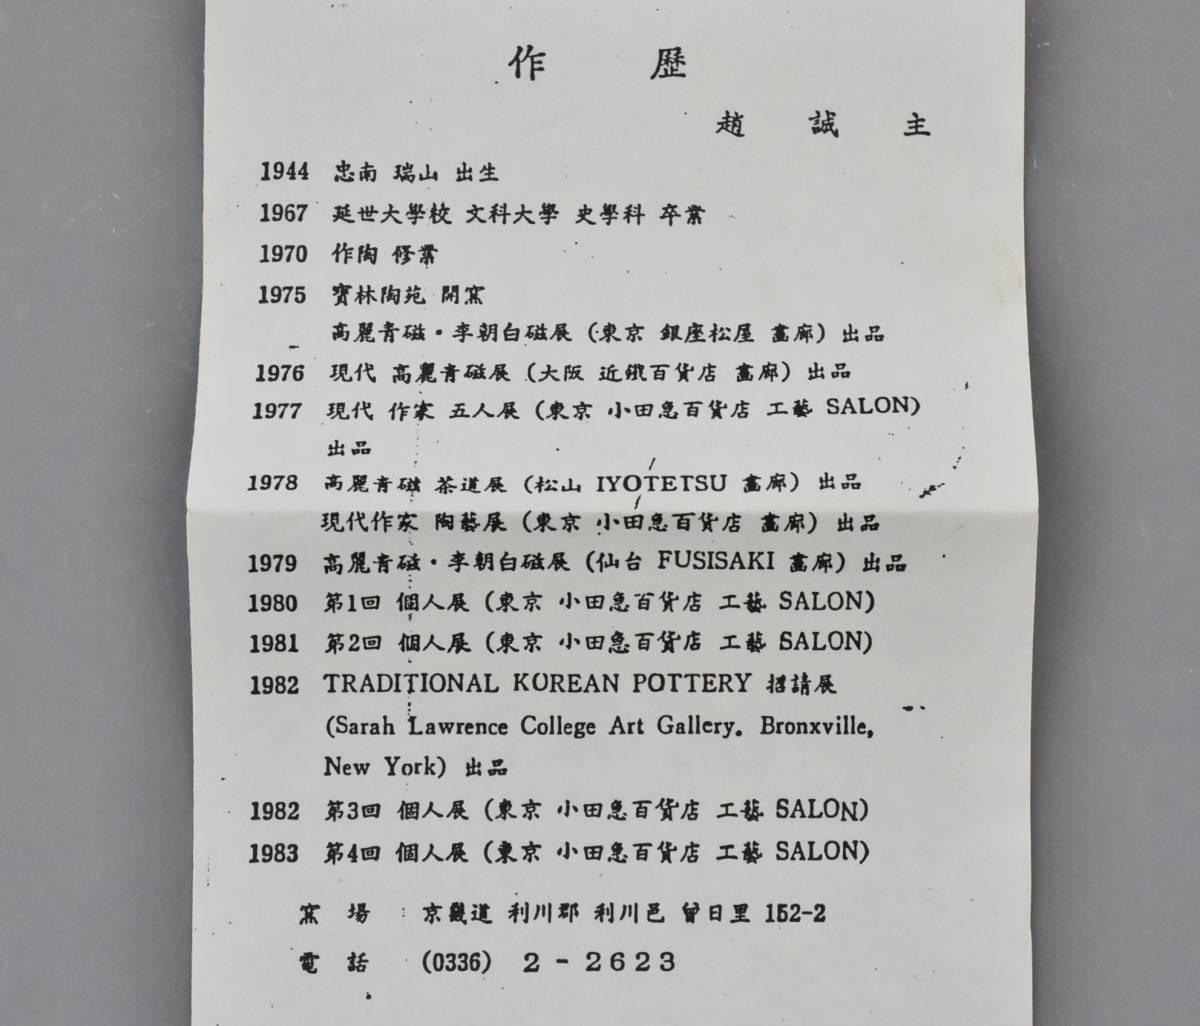 作歷
趙誠主
1944 忠南 瑞山 出生
1967 延世大學校 文科大學 史學科 卒業
1970 作陶 修業
1975 寶林陶苑 開窯
高麗青磁・李朝白磁展 (東京 銀座松屋 畵廊) 出品
1976 現代 高麗青磁展 (大阪 近鐵百貨店 畵廊) 出品
1977 現代 作家 五人展 (東京 小田急百貨店 工藝 SALON)
出品
1978 高麗青磁 茶道展 (松山 IYOTETSU 畵廊) 出品
現代作家 陶藝展 (東京 小田急百貨店 畵廊) 出品
1979 高麗青磁・李朝白磁展 (仙台 FUSISAKI 畵廊) 出品
1980 第1回 個人展 (東京 小田急百貨店 工藝 SALON)
1981 第2回 個人展 (東京 小田急百貨店 工藝 SALON)
1982 TRADITIONAL KOREAN POTTERY 招請展
(Sarah Lawrence College Art Gallery. Bronxville,
New York) 出品
1982 第3回 個人展 (東京 小田急百貨店 工藝 SALON)
1983 第4回 個人展 (東京 小田急百貨店 工藝 SALON)
窯場 : 京畿道 利川郡 利川邑 曾日里 152-2
電話 (0336) 2-2623